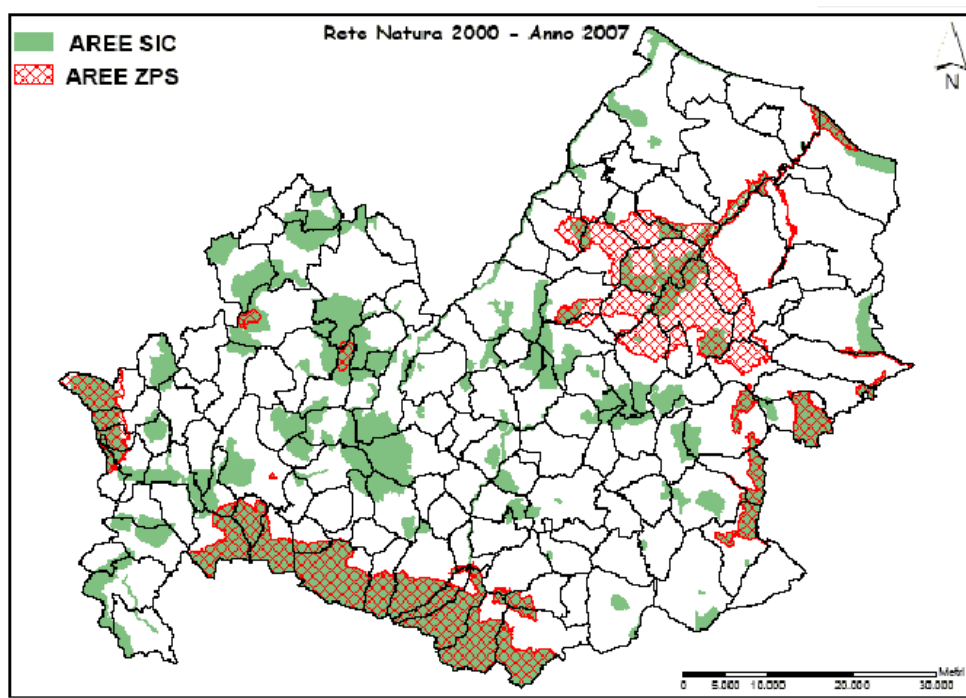 Rete Natura 2000 - Anno 2007
AREE SIC
AREE ZPS
N
Metri
0 5.000 10.000 20.000 30.000